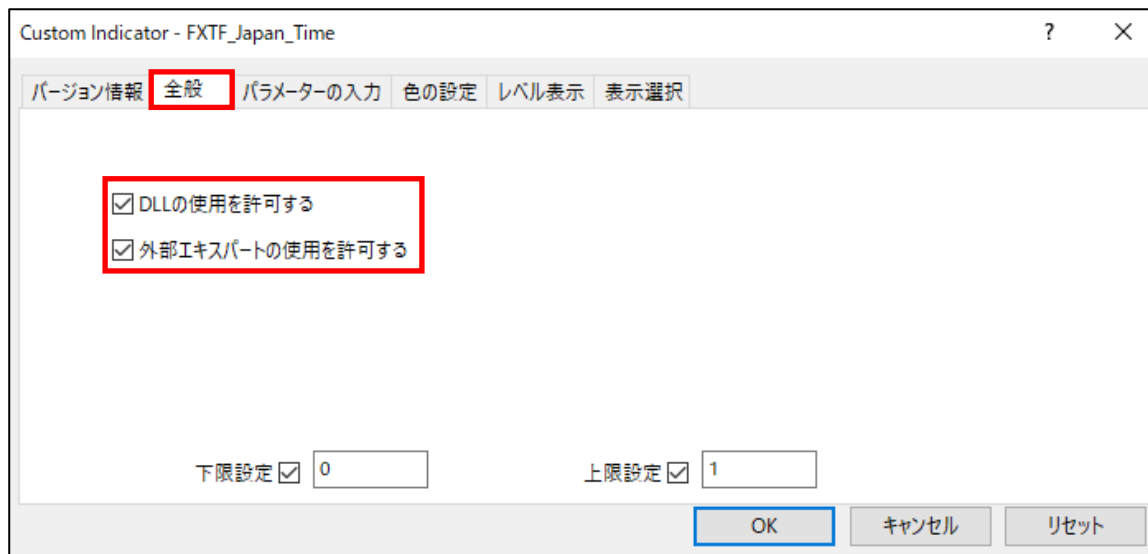 Custom Indicator - FXTF_Japan_Time ?
バージョン情報 全般 パラメーターの入力 色の設定 レベル表示 表示選択
DLLの使用を許可する
外部エキスパートの使用を許可する
下限設定 0 上限設定 1
OK キャンセル リセット